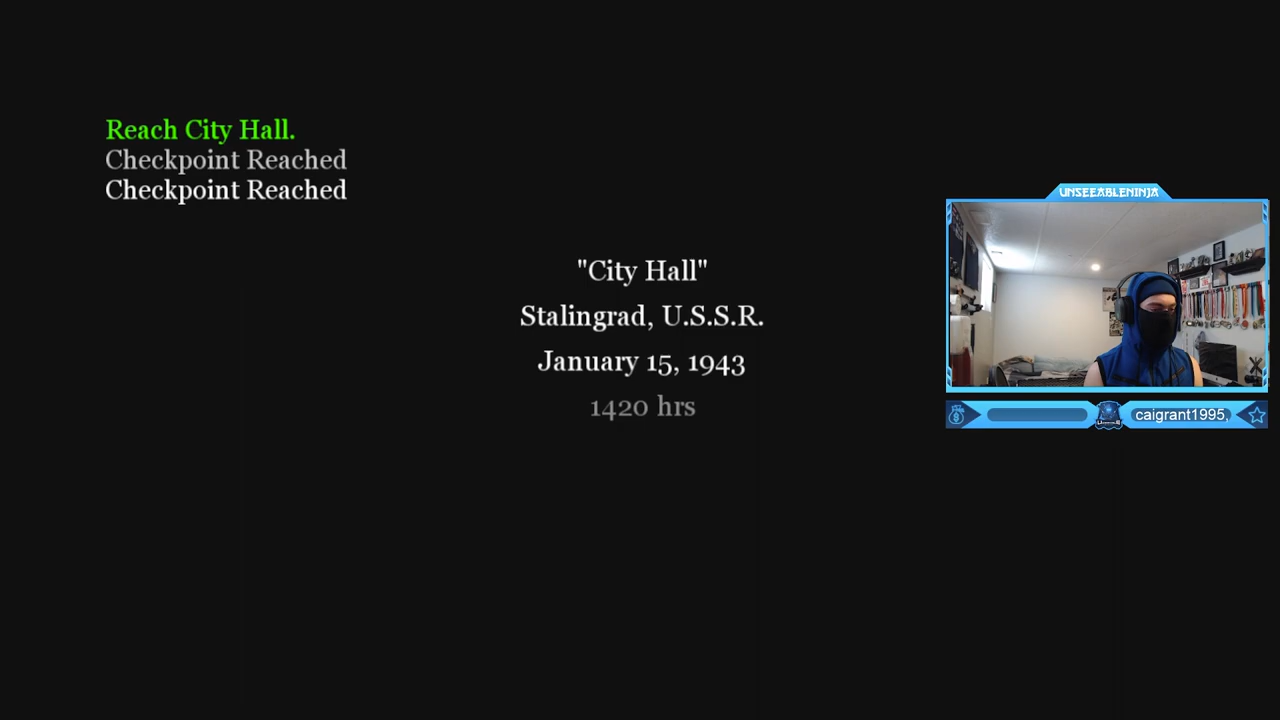 Reach City Hall.
Checkpoint Reached
Checkpoint Reached
"City Hall"
Stalingrad, U.S.S.R.
January 15, 1943
1420 hrs
UNSEEABLENINJA
caigrant1995,